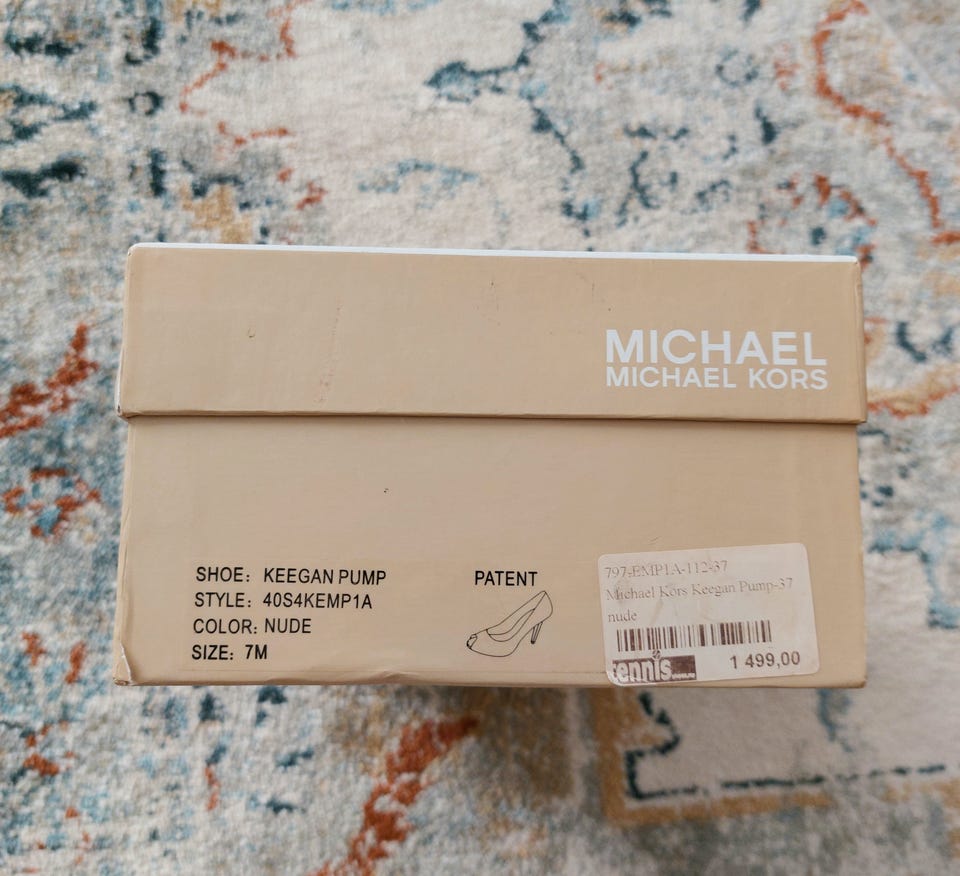 MICHAEL
MICHAEL KORS
SHOE: KEEGAN PUMP
STYLE: 40S4KEMP1A
COLOR: NUDE
SIZE: 7M
PATENT
797-EMP1A-112-37
Michael Kors Keegan Pump-37
nude
tennis
1 499,00